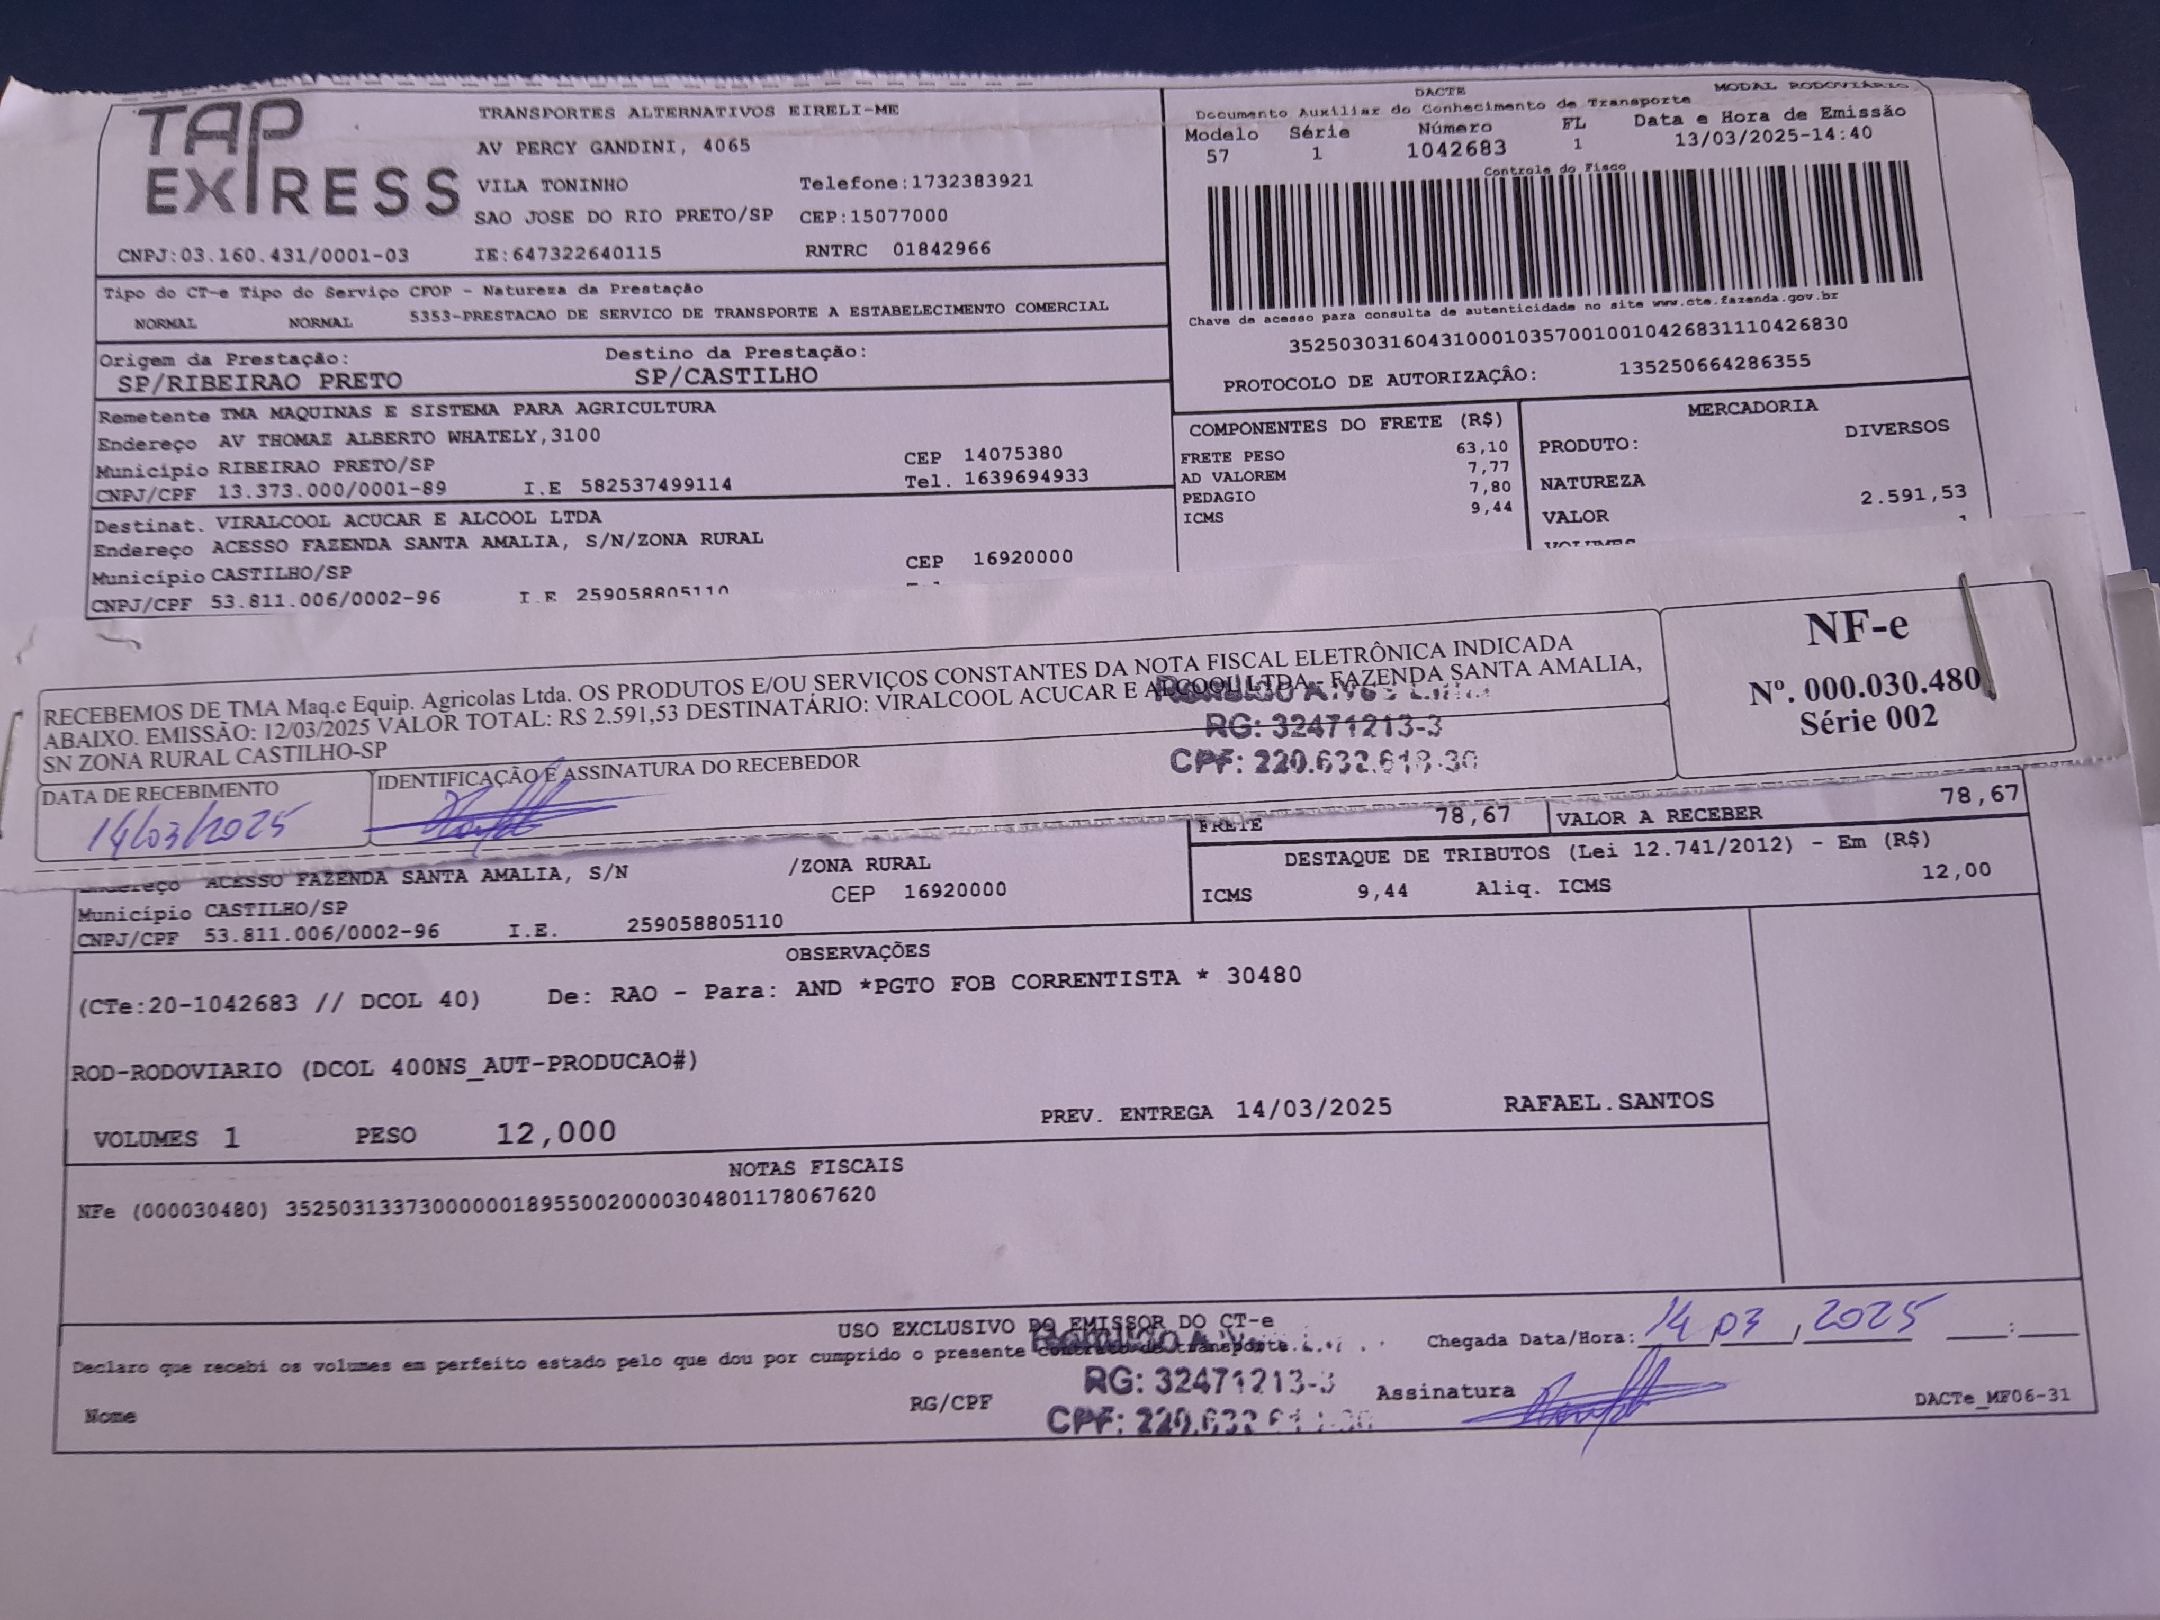 TAP EXPRESS
TRANSPORTES ALTERNATIVOS EIRELI-ME
AV PERCY GANDINI, 4065
VILA TONINHO Telefone:1732383921
SAO JOSE DO RIO PRETO/SP CEP:15077000
CNPJ:03.160.431/0001-03 IE:647322640115 RNTRC 01842966
DACTE MODAL RODOVIÁRIO
Documento Auxiliar do Conhecimento de Transporte
Modelo Série Número FL Data e Hora de Emissão
57 1 1042683 1 13/03/2025-14:40
Controle do Fisco
Chave de acesso para consulta de autenticidade no site www.cte.fazenda.gov.br
35250303160431000103570010010426831110426830
PROTOCOLO DE AUTORIZAÇÂO: 135250664286355
Tipo do CT-e Tipo do Serviço CFOP - Natureza da Prestação
NORMAL NORMAL 5353-PRESTACAO DE SERVICO DE TRANSPORTE A ESTABELECIMENTO COMERCIAL
Origem da Prestação: Destino da Prestação:
SP/RIBEIRAO PRETO SP/CASTILHO
Remetente TMA MAQUINAS E SISTEMA PARA AGRICULTURA
Endereço AV THOMAZ ALBERTO WHATELY,3100
Município RIBEIRAO PRETO/SP CEP 14075380
CNPJ/CPF 13.373.000/0001-89 I.E 582537499114 Tel. 1639694933
Destinat. VIRALCOOL ACUCAR E ALCOOL LTDA
Endereço ACESSO FAZENDA SANTA AMALIA, S/N/ZONA RURAL
Município CASTILHO/SP CEP 16920000
CNPJ/CPF 53.811.006/0002-96 I.E 259058805110
COMPONENTES DO FRETE (R$)
FRETE PESO 63,10
AD VALOREM 7,77
PEDAGIO 7,80
ICMS 9,44
MERCADORIA
PRODUTO: DIVERSOS
NATUREZA
VALOR 2.591,53
VOLUMES 1
RECEBEMOS DE TMA Maq.e Equip. Agricolas Ltda. OS PRODUTOS E/OU SERVIÇOS CONSTANTES DA NOTA FISCAL ELETRÔNICA INDICADA
ABAIXO. EMISSÃO: 12/03/2025 VALOR TOTAL: R$ 2.591,53 DESTINATÁRIO: VIRALCOOL ACUCAR E ALCOOL LTDA - FAZENDA SANTA AMALIA,
SN ZONA RURAL CASTILHO-SP
RG: 32471213-3
CPF: 220.632.618-30
DATA DE RECEBIMENTO IDENTIFICAÇÃO E ASSINATURA DO RECEBEDOR
14/03/2025
NF-e
Nº. 000.030.480
Série 002
FRETE 78,67 VALOR A RECEBER 78,67
DESTAQUE DE TRIBUTOS (Lei 12.741/2012) - Em (R$)
ICMS 9,44 Aliq. ICMS 12,00
Endereço ACESSO FAZENDA SANTA AMALIA, S/N /ZONA RURAL
Município CASTILHO/SP CEP 16920000
CNPJ/CPF 53.811.006/0002-96 I.E. 259058805110
OBSERVAÇÕES
(CTe:20-1042683 // DCOL 40) De: RAO - Para: AND *PGTO FOB CORRENTISTA * 30480
ROD-RODOVIARIO (DCOL 400NS_AUT-PRODUCAO#)
VOLUMES 1 PESO 12,000 PREV. ENTREGA 14/03/2025 RAFAEL.SANTOS
NOTAS FISCAIS
NFe (000030480) 35250313373000000189550020000304801178067620
USO EXCLUSIVO DO EMISSOR DO CT-e
Declaro que recebi os volumes em perfeito estado pelo que dou por cumprido o presente contrato de transporte.
Chegada Data/Hora: 14 03 2025 :
Nome RG/CPF Assinatura
RG: 32471213-3
CPF: 220.632.61
DACTe_MF06-31